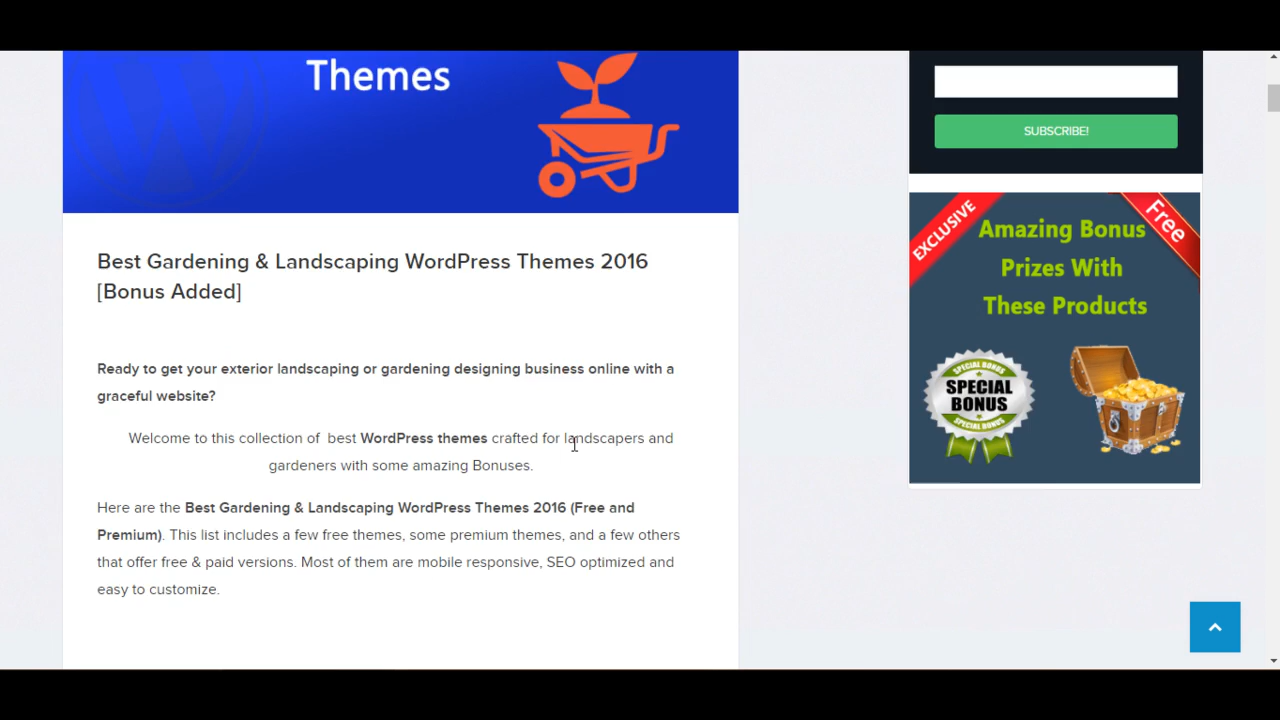 Themes
Best Gardening & Landscaping WordPress Themes 2016
[Bonus Added]
Ready to get your exterior landscaping or gardening designing business online with a
graceful website?
Welcome to this collection of  best WordPress themes crafted for landscapers and
gardeners with some amazing Bonuses.
Here are the Best Gardening & Landscaping WordPress Themes 2016 (Free and
Premium). This list includes a few free themes, some premium themes, and a few others
that offer free & paid versions. Most of them are mobile responsive, SEO optimized and
easy to customize.
SUBSCRIBE!
EXCLUSIVE
Free
Amazing Bonus
Prizes With
These Products
SPECIAL BONUS
SPECIAL
BONUS
SPECIAL BONUS